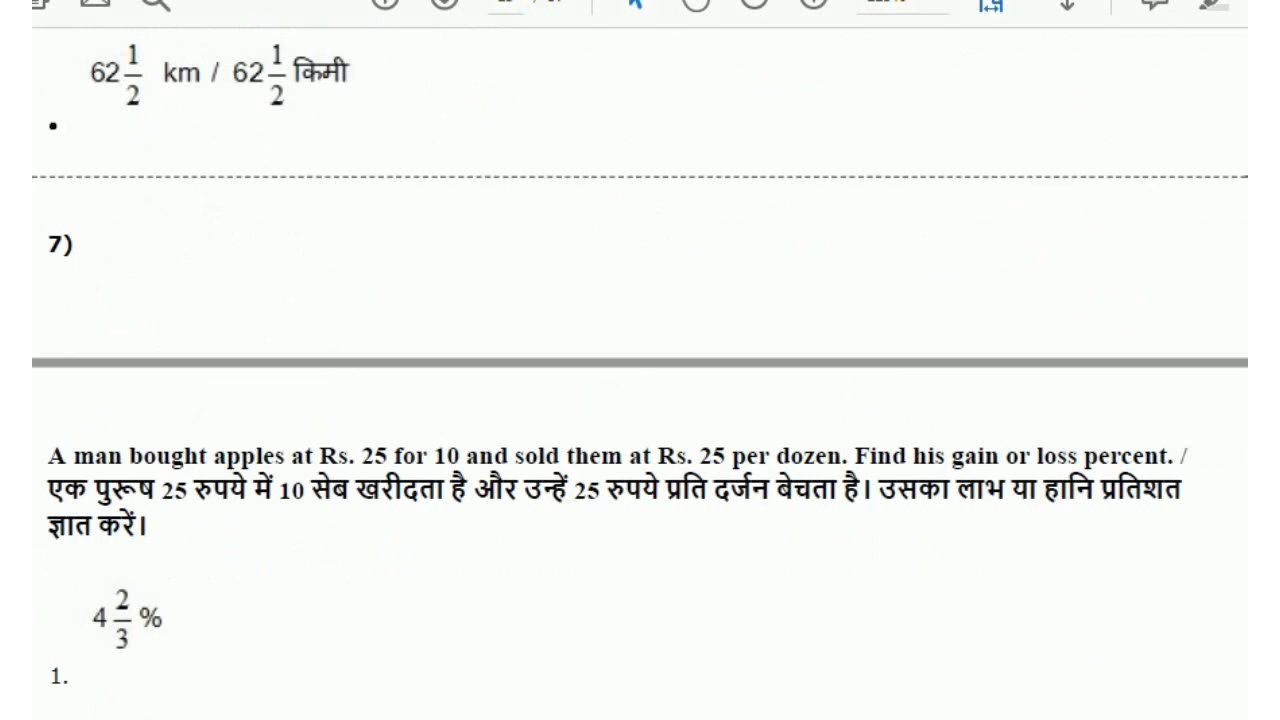 62 1/2 km / 62 1/2 किमी
•
7)
A man bought apples at Rs. 25 for 10 and sold them at Rs. 25 per dozen. Find his gain or loss percent. /
एक पुरूष 25 रुपये में 10 सेब खरीदता है और उन्हें 25 रुपये प्रति दर्जन बेचता है। उसका लाभ या हानि प्रतिशत
ज्ञात करें।
4 2/3 %
1.